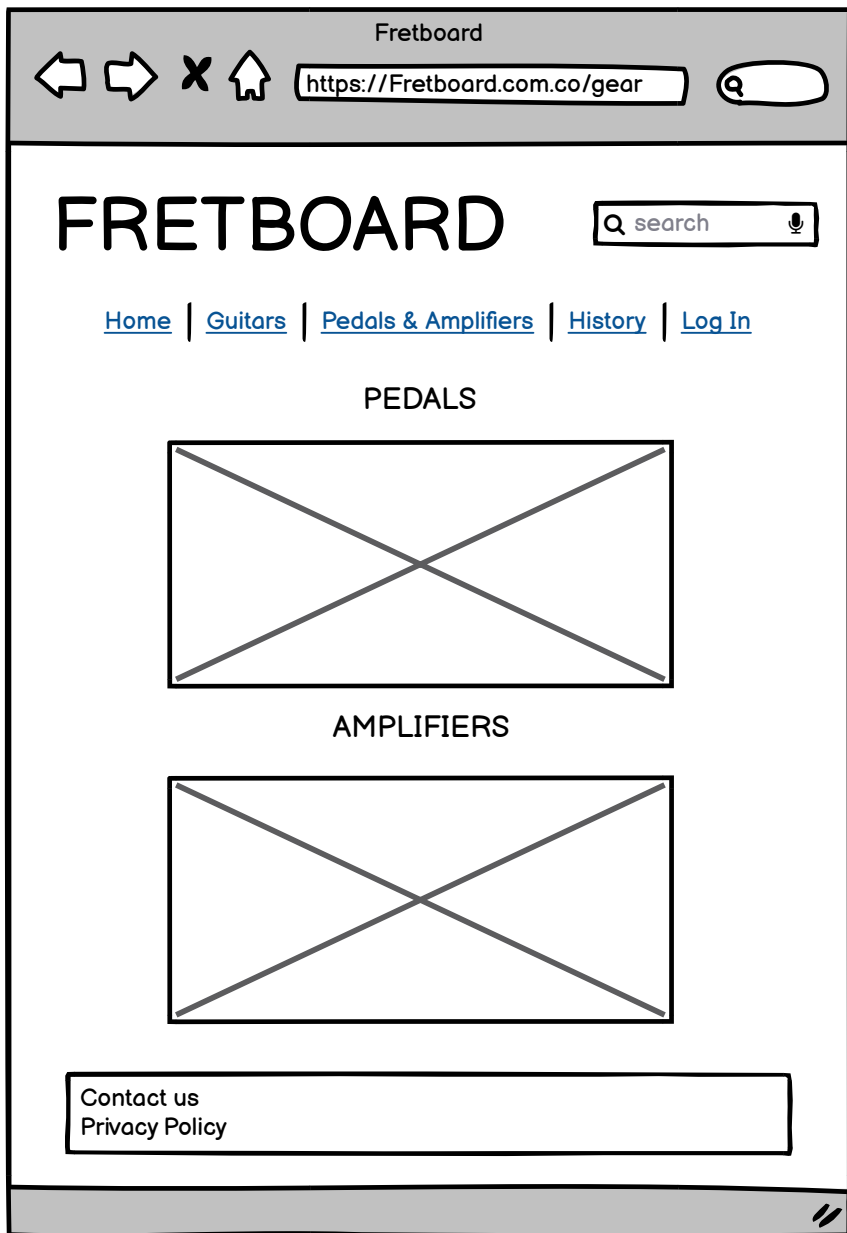 Fretboard
https://Fretboard.com.co/gear
FRETBOARD
search
Home | Guitars | Pedals & Amplifiers | History | Log In
PEDALS
AMPLIFIERS
Contact us
Privacy Policy